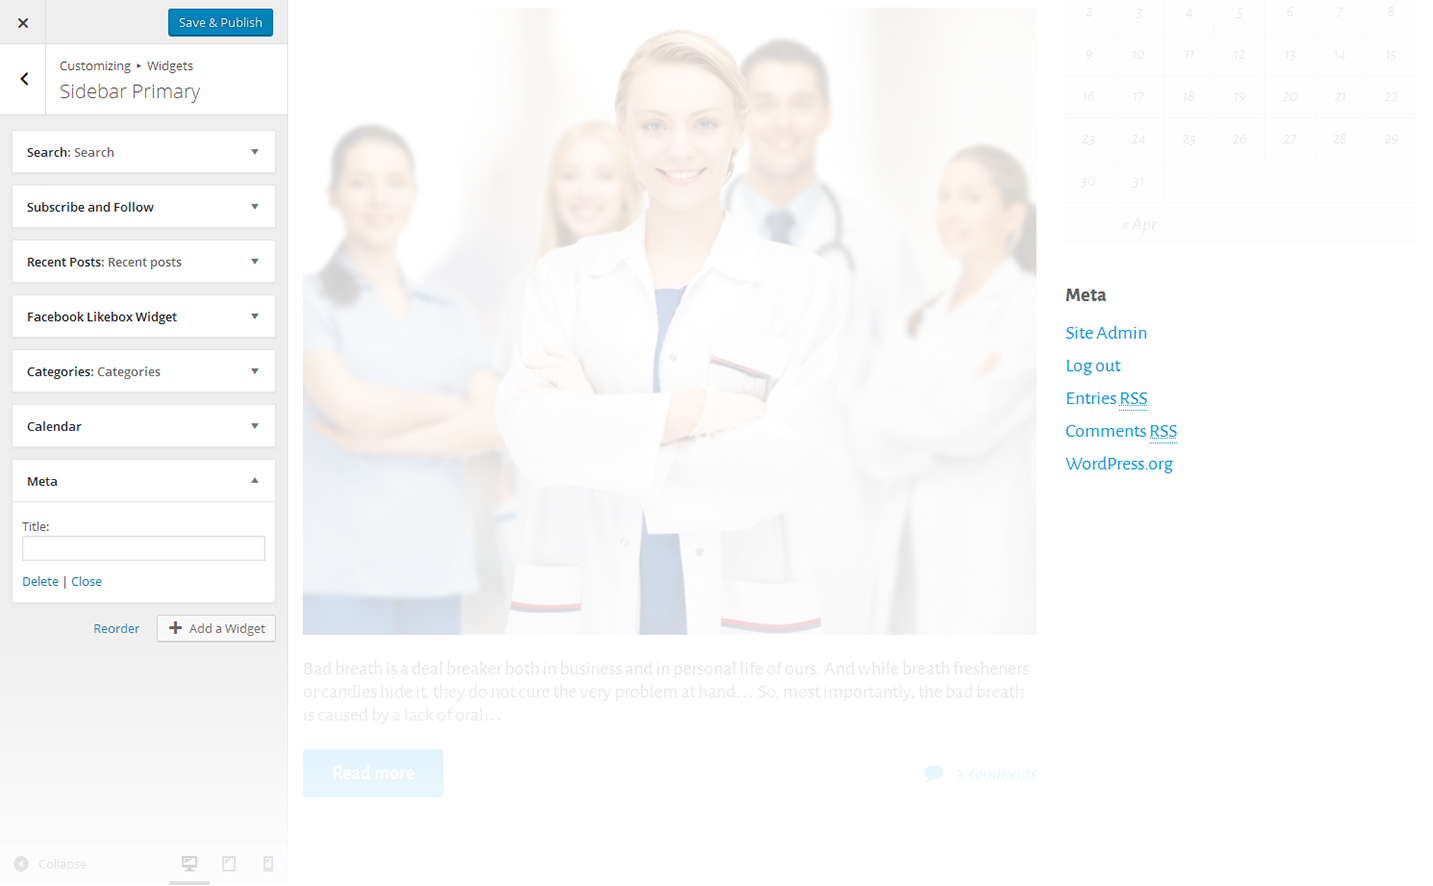 Save & Publish
Customizing ▸ Widgets
Sidebar Primary
Search: Search
Subscribe and Follow
Recent Posts: Recent posts
Facebook Likebox Widget
Categories: Categories
Calendar
Meta
Title:
Delete | Close
Reorder
Add a Widget
Collapse
Bad breath is a deal breaker both in business and in personal life of ours. And while breath fresheners
or candies hide it, they do not cure the very problem at hand… So, most importantly, the bad breath
is caused by a lack of oral…
Read more
3 comments
2 3 4 5 6 7 8
9 10 11 12 13 14 15
16 17 18 19 20 21 22
23 24 25 26 27 28 29
30 31
« Apr
Meta
Site Admin
Log out
Entries RSS
Comments RSS
WordPress.org